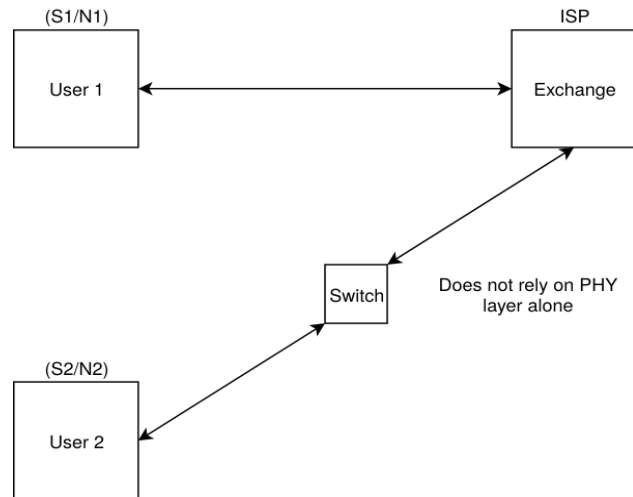 (S1/N1)
ISP
User 1
Exchange
Switch
Does not rely on PHY
layer alone
(S2/N2)
User 2